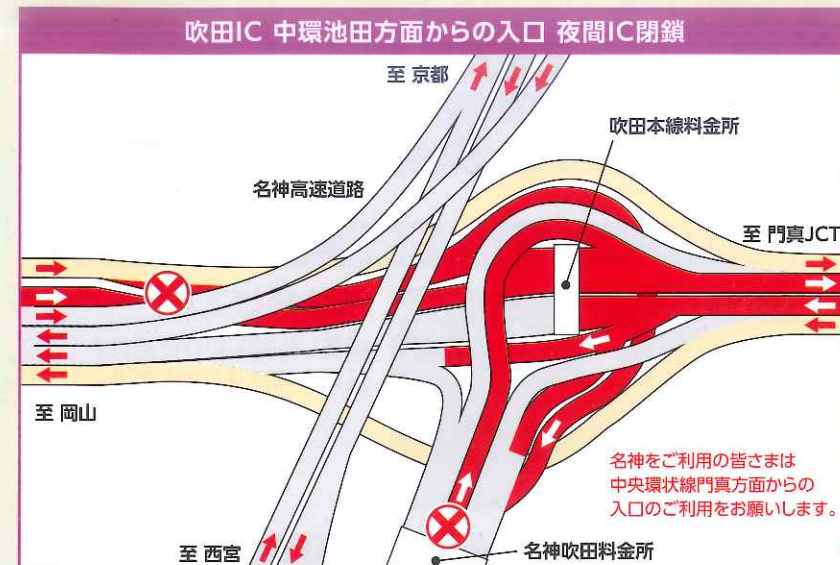 吹田IC 中環池田方面からの入口 夜間IC閉鎖
至 京都
吹田本線料金所
名神高速道路
至 門真JCT
至 岡山
名神をご利用の皆さまは
中央環状線門真方面からの
入口のご利用をお願いします。
至 西宮
名神吹田料金所